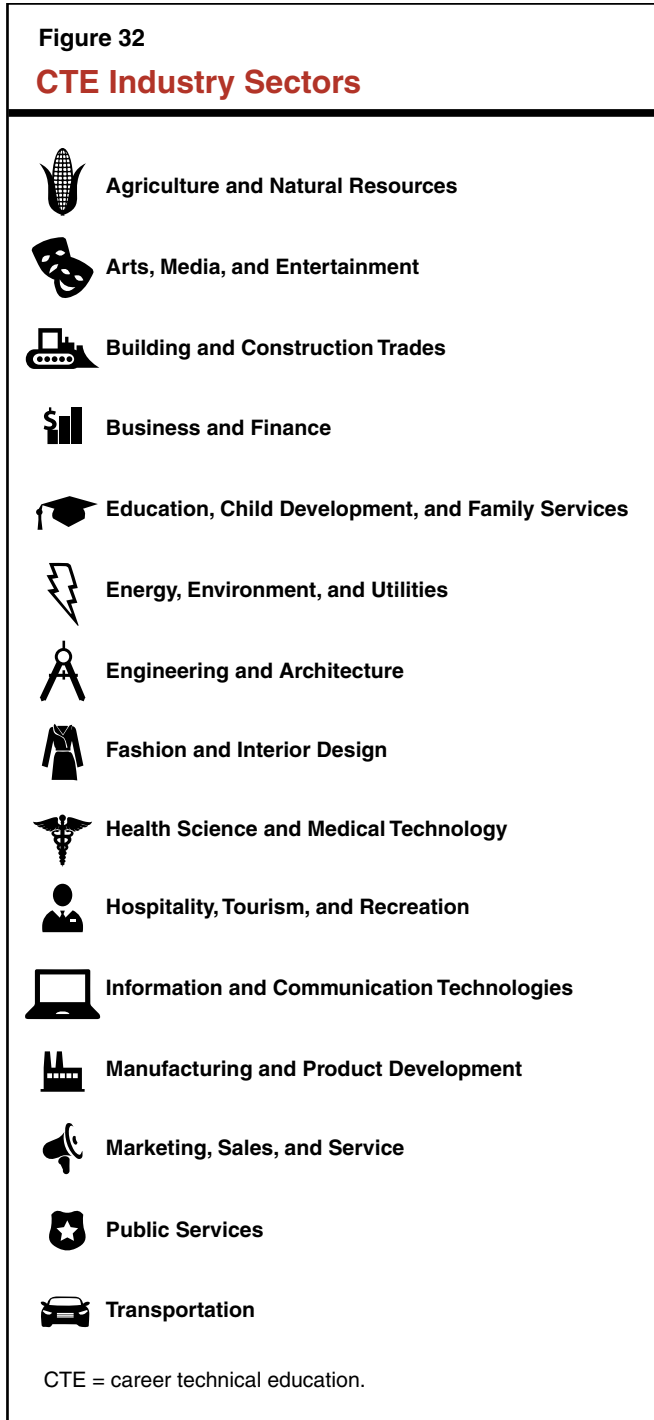 Figure 32
CTE Industry Sectors
Agriculture and Natural Resources
Arts, Media, and Entertainment
Building and Construction Trades
$
Business and Finance
Education, Child Development, and Family Services
Energy, Environment, and Utilities
Engineering and Architecture
Fashion and Interior Design
Health Science and Medical Technology
Hospitality, Tourism, and Recreation
Information and Communication Technologies
Manufacturing and Product Development
Marketing, Sales, and Service
Public Services
Transportation
CTE = career technical education.